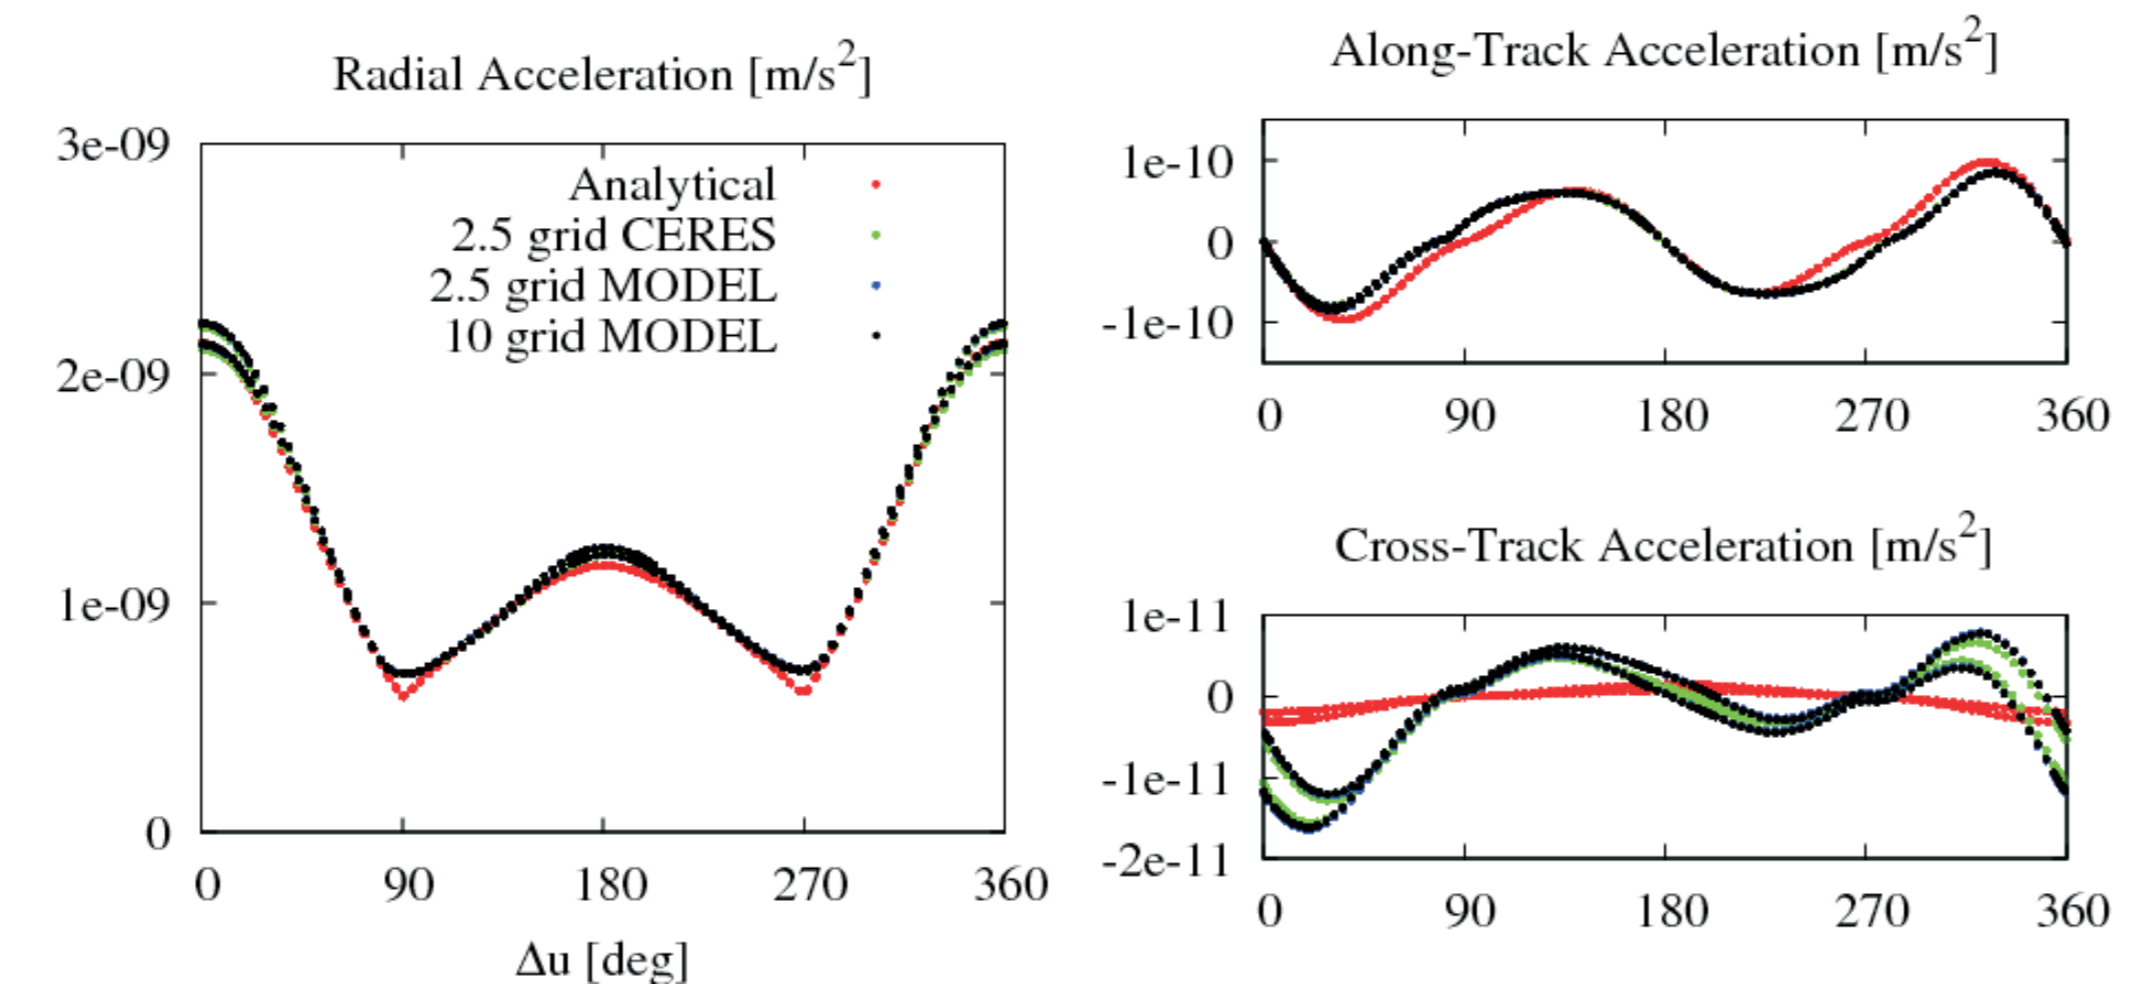 Radial Acceleration [m/s²]
3e-09
2e-09
1e-09
0
Analytical
2.5 grid CERES
2.5 grid MODEL
10 grid MODEL
0 90 180 270 360
Δu [deg]
Along-Track Acceleration [m/s²]
1e-10
0
-1e-10
0 90 180 270 360
Cross-Track Acceleration [m/s²]
1e-11
0
-1e-11
-2e-11
0 90 180 270 360